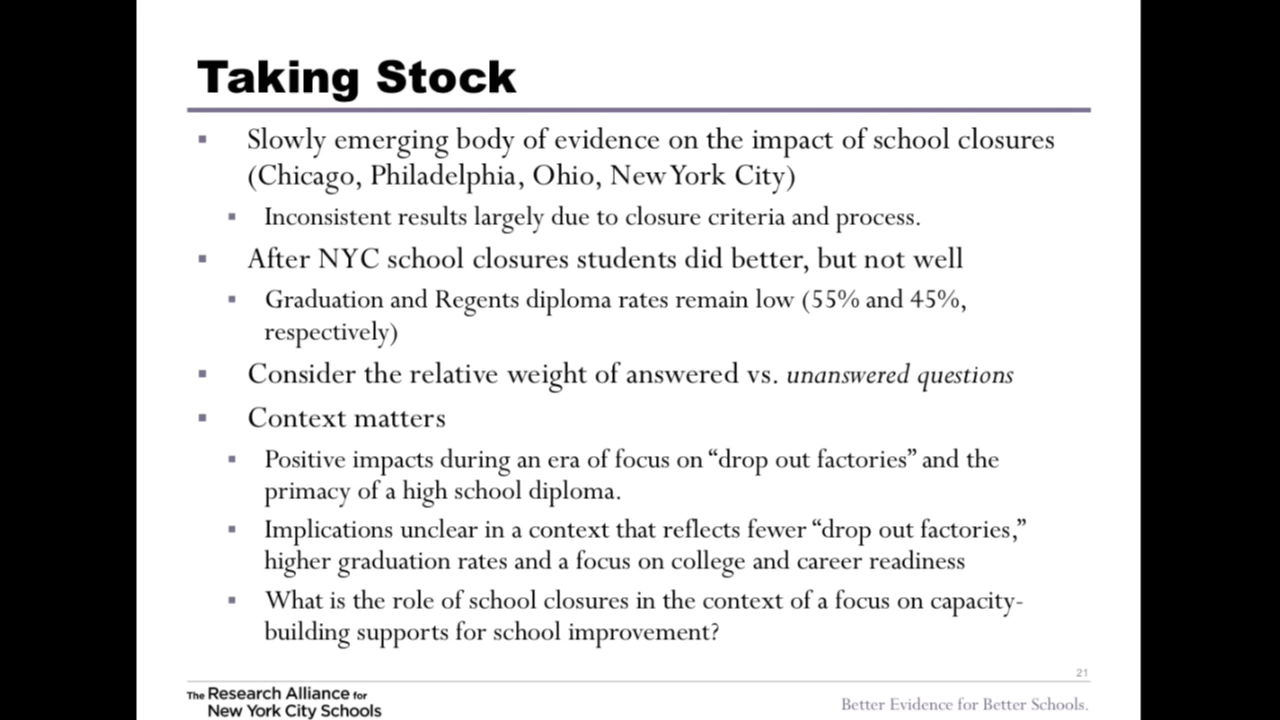 Taking Stock
▪ Slowly emerging body of evidence on the impact of school closures
(Chicago, Philadelphia, Ohio, New York City)
▪ Inconsistent results largely due to closure criteria and process.
▪ After NYC school closures students did better, but not well
▪ Graduation and Regents diploma rates remain low (55% and 45%,
respectively)
▪ Consider the relative weight of answered vs. unanswered questions
▪ Context matters
▪ Positive impacts during an era of focus on “drop out factories” and the
primacy of a high school diploma.
▪ Implications unclear in a context that reflects fewer “drop out factories,”
higher graduation rates and a focus on college and career readiness
▪ What is the role of school closures in the context of a focus on capacity-
building supports for school improvement?
21
The Research Alliance for
New York City Schools
Better Evidence for Better Schools.